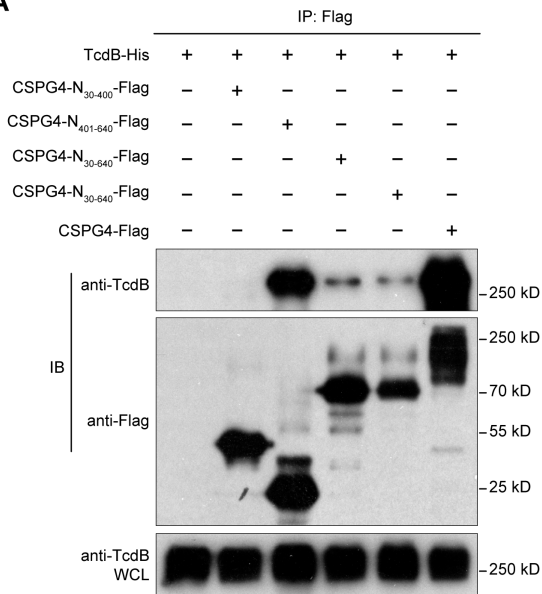 A
IP: Flag
TcdB-His + + + + + +
CSPG4-N30-400-Flag – + – – – –
CSPG4-N401-640-Flag – – + – – –
CSPG4-N30-640-Flag – – – + – –
CSPG4-N30-640-Flag – – – – + –
CSPG4-Flag – – – – – +
anti-TcdB
250 kD
250 kD
IB
70 kD
anti-Flag
55 kD
25 kD
anti-TcdB
WCL
250 kD